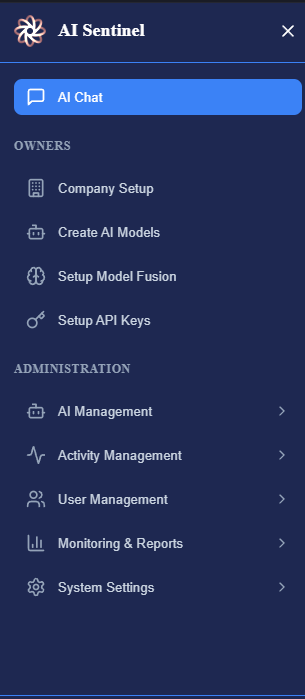 AI Sentinel
AI Chat
OWNERS
Company Setup
Create AI Models
Setup Model Fusion
Setup API Keys
ADMINISTRATION
AI Management
Activity Management
User Management
Monitoring & Reports
System Settings